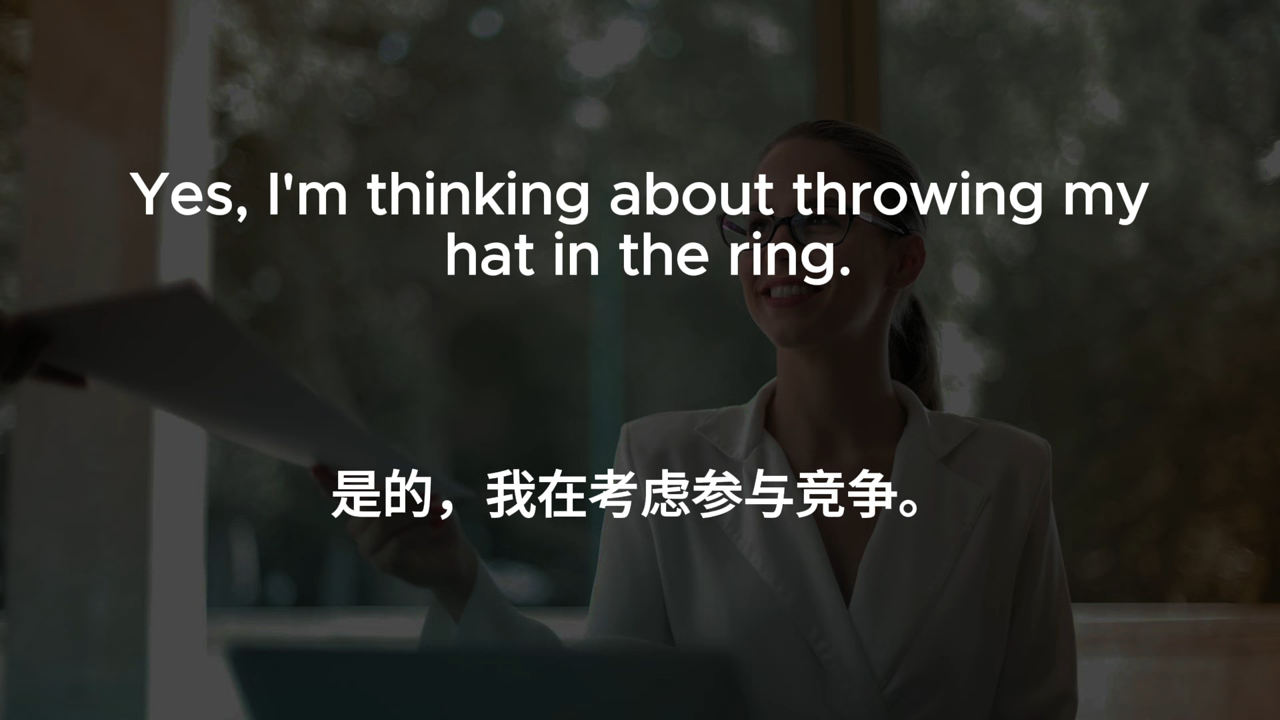 Yes, I'm thinking about throwing my
hat in the ring.
是的，我在考虑参与竞争。